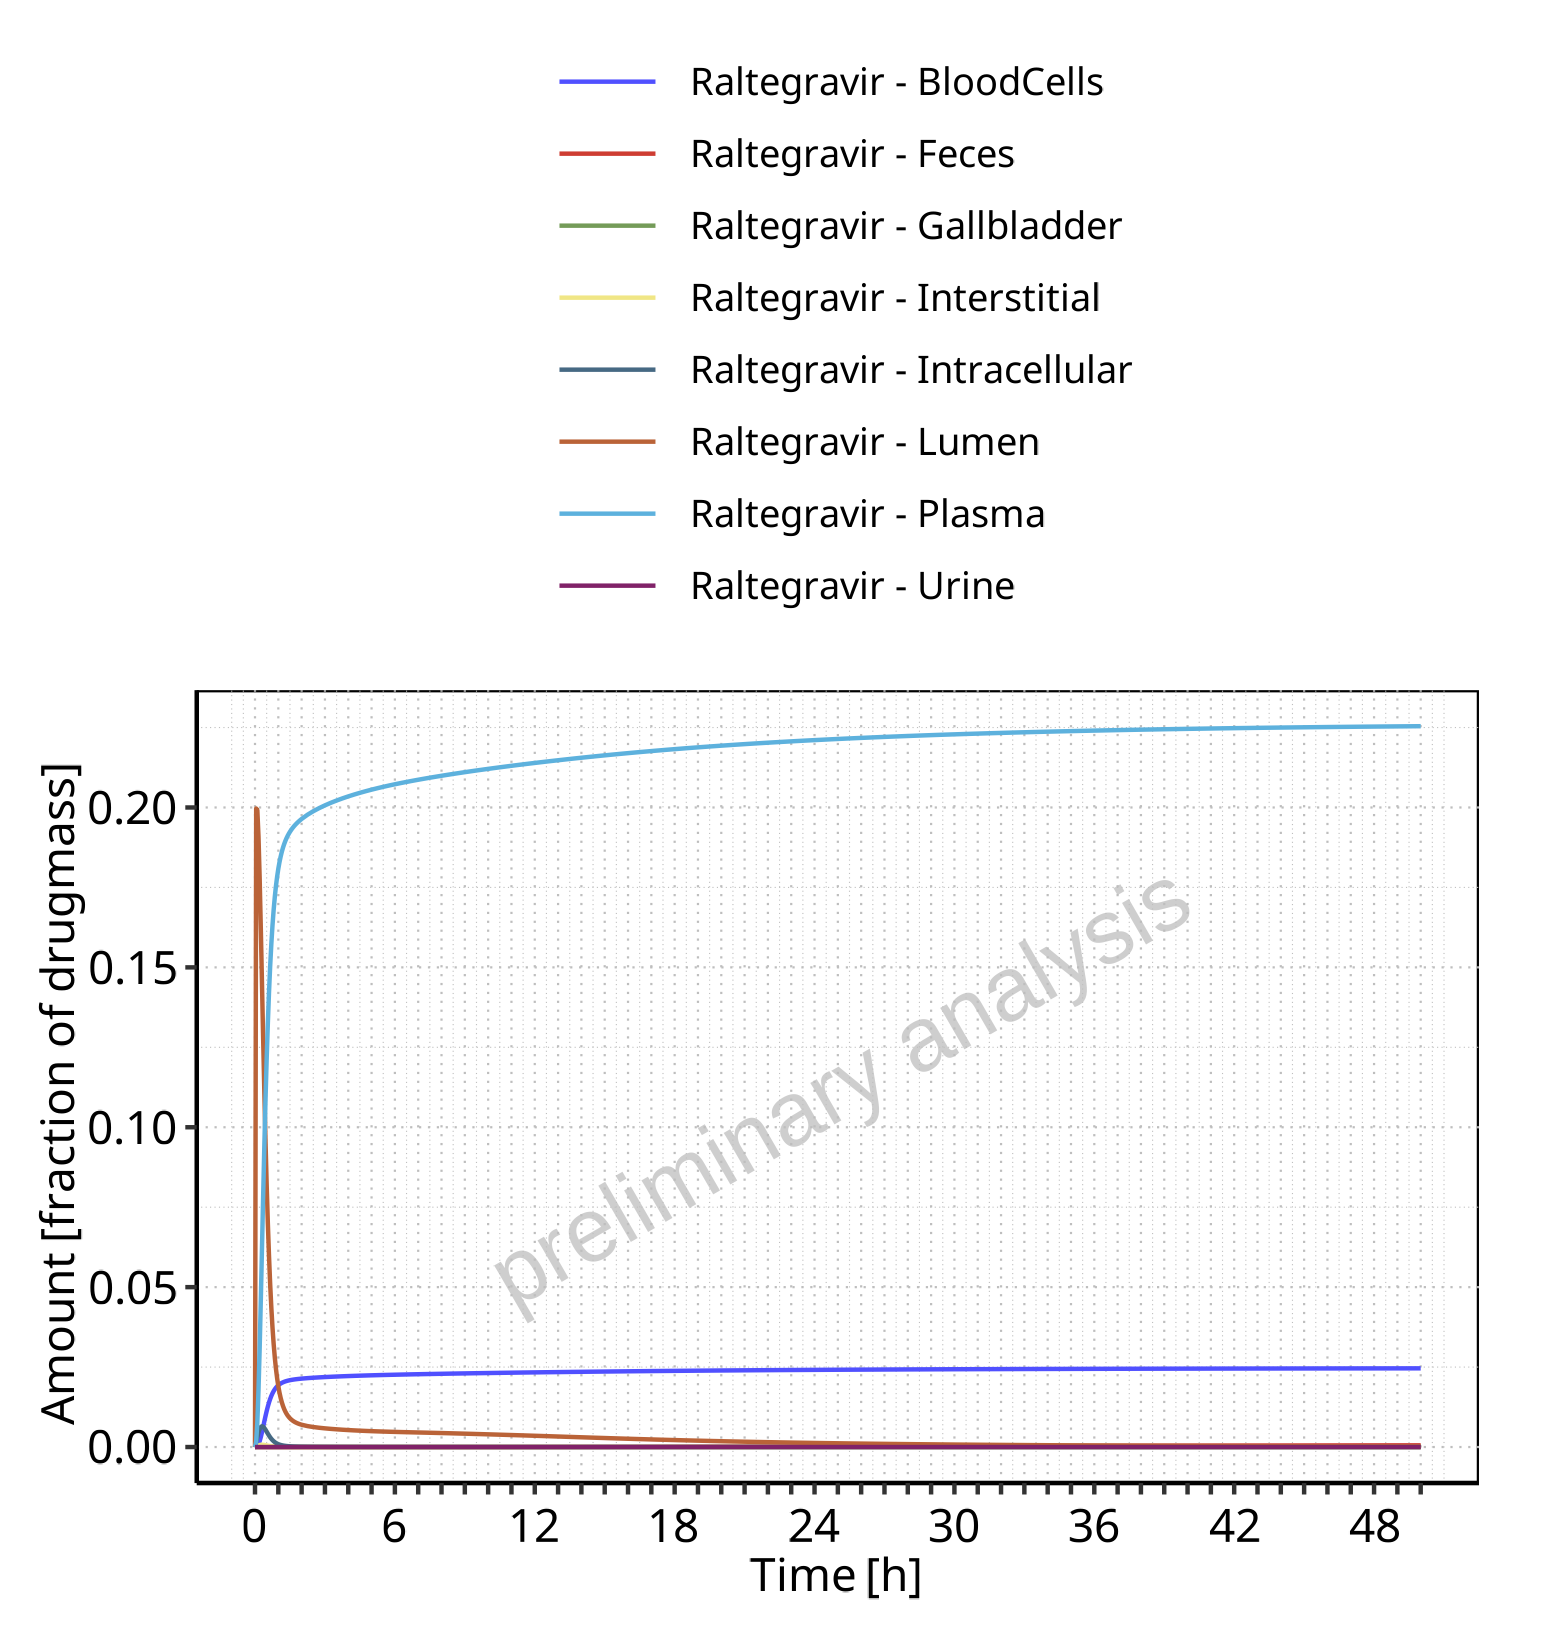 Raltegravir - BloodCells
Raltegravir - Feces
Raltegravir - Gallbladder
Raltegravir - Interstitial
Raltegravir - Intracellular
Raltegravir - Lumen
Raltegravir - Plasma
Raltegravir - Urine
Amount [fraction of drugmass]
0.20
0.15
0.10
0.05
0.00
preliminary analysis
0 6 12 18 24 30 36 42 48
Time [h]